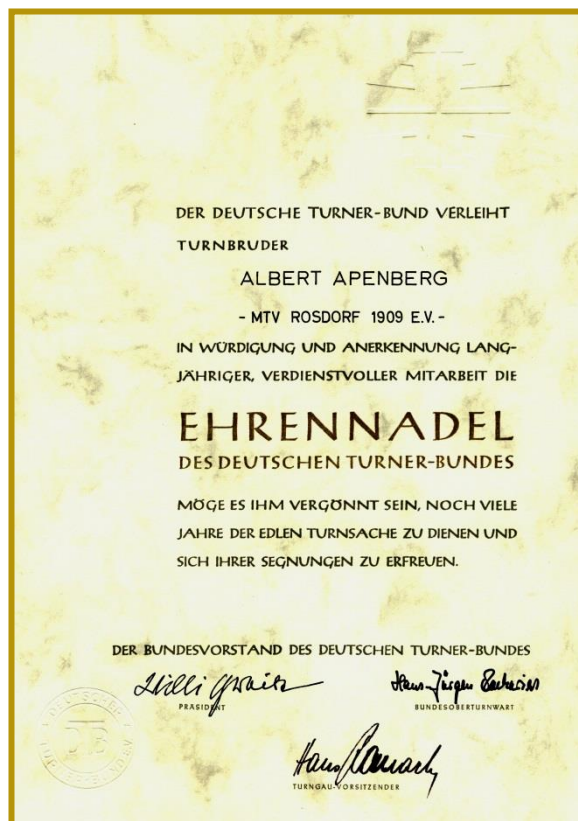 DER DEUTSCHE TURNER-BUND VERLEIHT
TURNBRUDER
ALBERT APENBERG
- MTV ROSDORF 1909 E.V. -
IN WÜRDIGUNG UND ANERKENNUNG LANG-
JÄHRIGER, VERDIENSTVOLLER MITARBEIT DIE
EHRENNADEL
DES DEUTSCHEN TURNER-BUNDES
MÖGE ES IHM VERGÖNNT SEIN, NOCH VIELE
JAHRE DER EDLEN TURNSACHE ZU DIENEN UND
SICH IHRER SEGNUNGEN ZU ERFREUEN.
DER BUNDESVORSTAND DES DEUTSCHEN TURNER-BUNDES
Willi Hans-Jürgen
PRÄSIDENT BUNDESOBERTURNWART
Hans
TURNGAU-VORSITZENDER